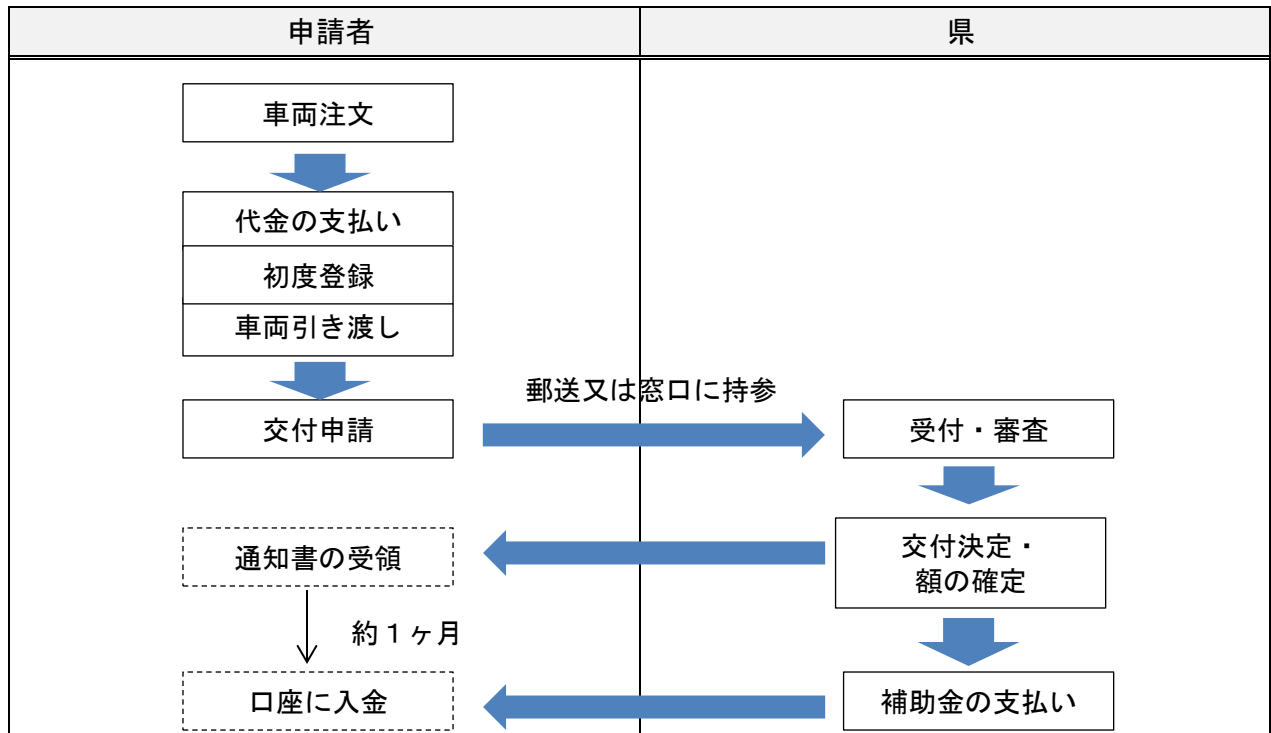 申請者
県
車両注文
代金の支払い
初度登録
車両引き渡し
郵送又は窓口に持参
交付申請
受付・審査
交付決定・
額の確定
通知書の受領
約１ヶ月
口座に入金
補助金の支払い